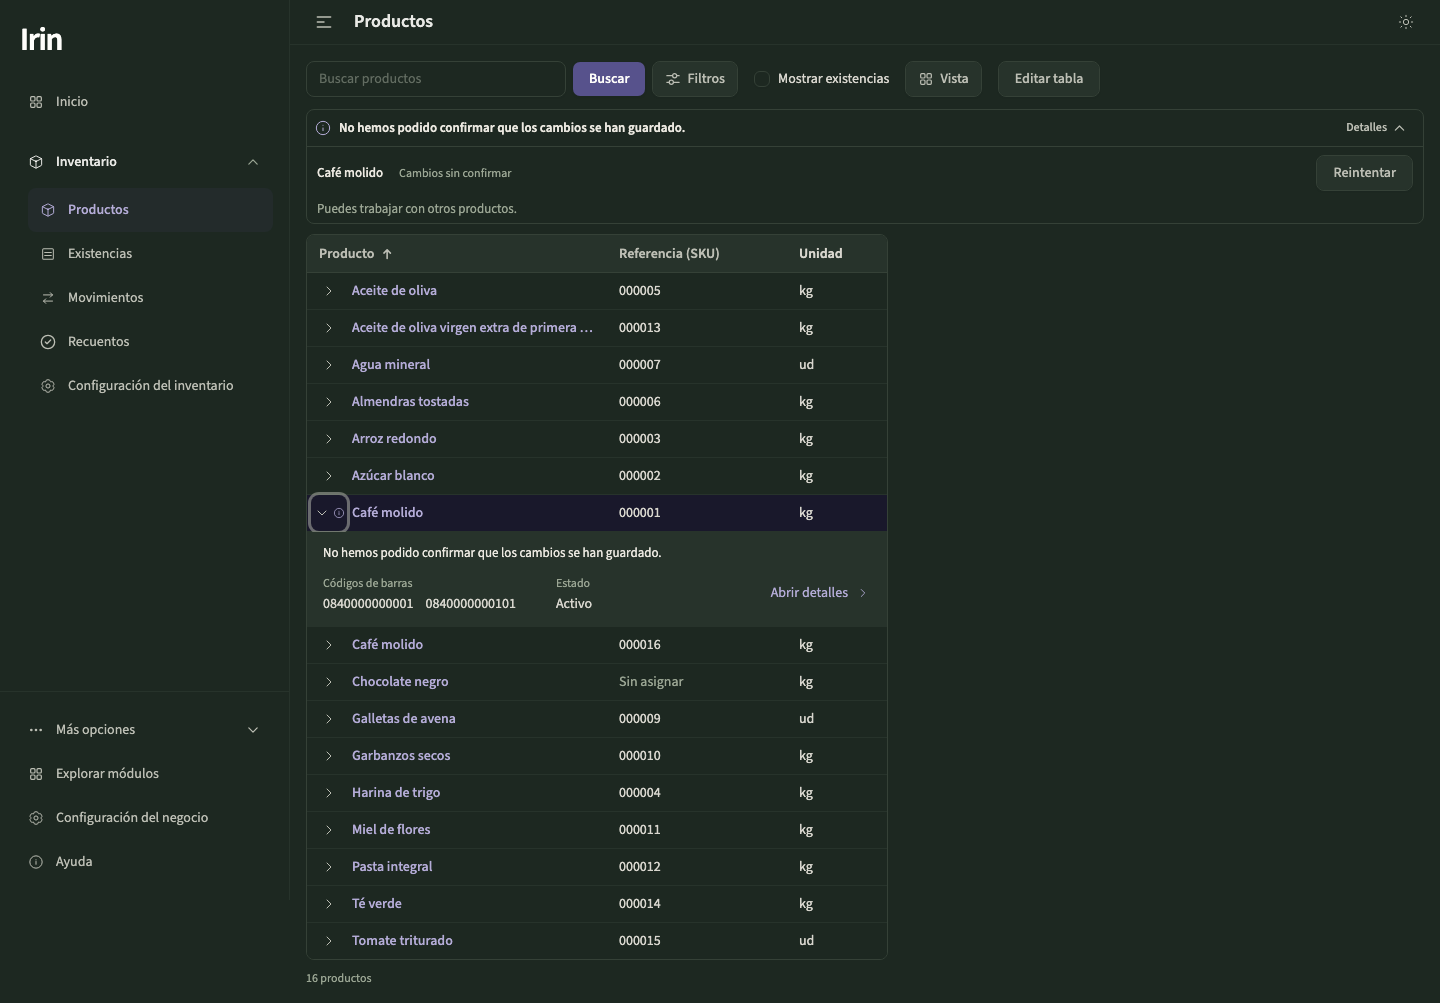 Irin
Productos
Inicio
Inventario
Productos
Existencias
Movimientos
Recuentos
Configuración del inventario
Más opciones
Explorar módulos
Configuración del negocio
Ayuda
Buscar productos Buscar Filtros Mostrar existencias Vista Editar tabla
No hemos podido confirmar que los cambios se han guardado. Detalles
Café molido Cambios sin confirmar Reintentar
Puedes trabajar con otros productos.
Producto Referencia (SKU) Unidad
Aceite de oliva 000005 kg
Aceite de oliva virgen extra de primera ... 000013 kg
Agua mineral 000007 ud
Almendras tostadas 000006 kg
Arroz redondo 000003 kg
Azúcar blanco 000002 kg
Café molido 000001 kg
No hemos podido confirmar que los cambios se han guardado.
Códigos de barras Estado
0840000000001 0840000000101 Activo Abrir detalles
Café molido 000016 kg
Chocolate negro Sin asignar kg
Galletas de avena 000009 ud
Garbanzos secos 000010 kg
Harina de trigo 000004 kg
Miel de flores 000011 kg
Pasta integral 000012 kg
Té verde 000014 kg
Tomate triturado 000015 ud
16 productos